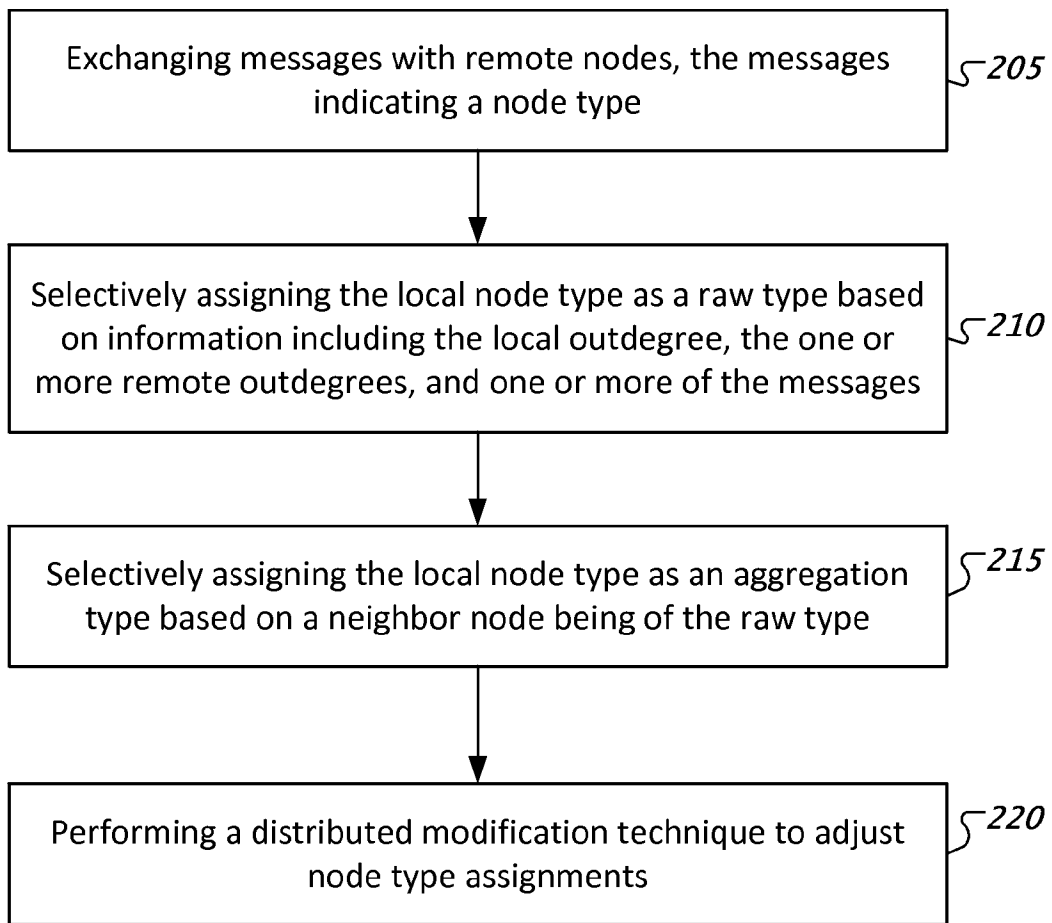 Exchanging messages with remote nodes, the messages
indicating a node type
205
Selectively assigning the local node type as a raw type based
on information including the local outdegree, the one or
more remote outdegrees, and one or more of the messages
210
Selectively assigning the local node type as an aggregation
type based on a neighbor node being of the raw type
215
Performing a distributed modification technique to adjust
node type assignments
220